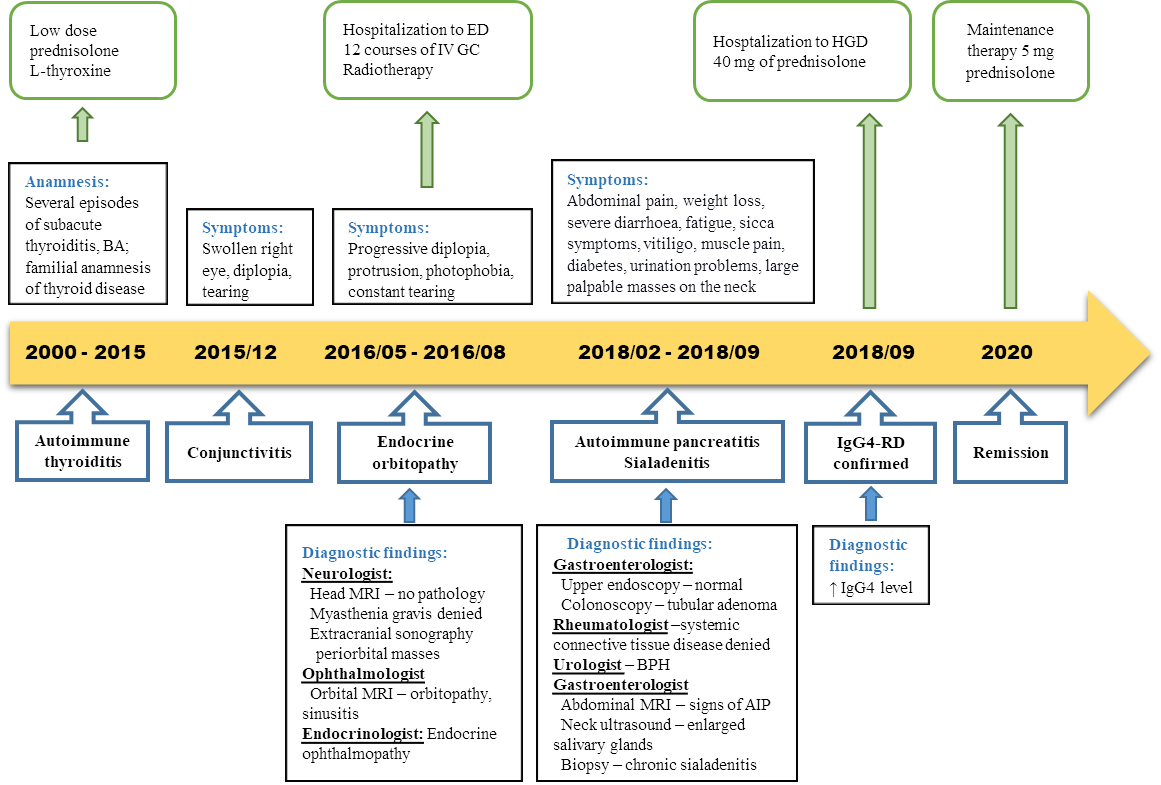 Low dose
prednisolone
L-thyroxine
Hospitalization to ED
12 courses of IV GC
Radiotherapy
Hosptalization to HGD
40 mg of prednisolone
Maintenance
therapy 5 mg
prednisolone
Anamnesis:
Several episodes
of subacute
thyroiditis, BA;
familial anamnesis
of thyroid disease
Symptoms:
Swollen right
eye, diplopia,
tearing
Symptoms:
Progressive diplopia,
protrusion, photophobia,
constant tearing
Symptoms:
Abdominal pain, weight loss,
severe diarrhoea, fatigue, sicca
symptoms, vitiligo, muscle pain,
diabetes, urination problems, large
palpable masses on the neck
2000 - 2015
2015/12
2016/05 - 2016/08
2018/02 - 2018/09
2018/09
2020
Autoimmune
thyroiditis
Conjunctivitis
Endocrine
orbitopathy
Autoimmune pancreatitis
Sialadenitis
IgG4-RD
confirmed
Remission
Diagnostic findings:
Neurologist:
Head MRI – no pathology
Myasthenia gravis denied
Extracranial sonography
periorbital masses
Ophthalmologist
Orbital MRI – orbitopathy,
sinusitis
Endocrinologist: Endocrine
ophthalmopathy
Diagnostic findings:
Gastroenterologist:
Upper endoscopy – normal
Colonoscopy – tubular adenoma
Rheumatologist –systemic
connective tissue disease denied
Urologist – BPH
Gastroenterologist
Abdominal MRI – signs of AIP
Neck ultrasound – enlarged
salivary glands
Biopsy – chronic sialadenitis
Diagnostic
findings:
↑ IgG4 level